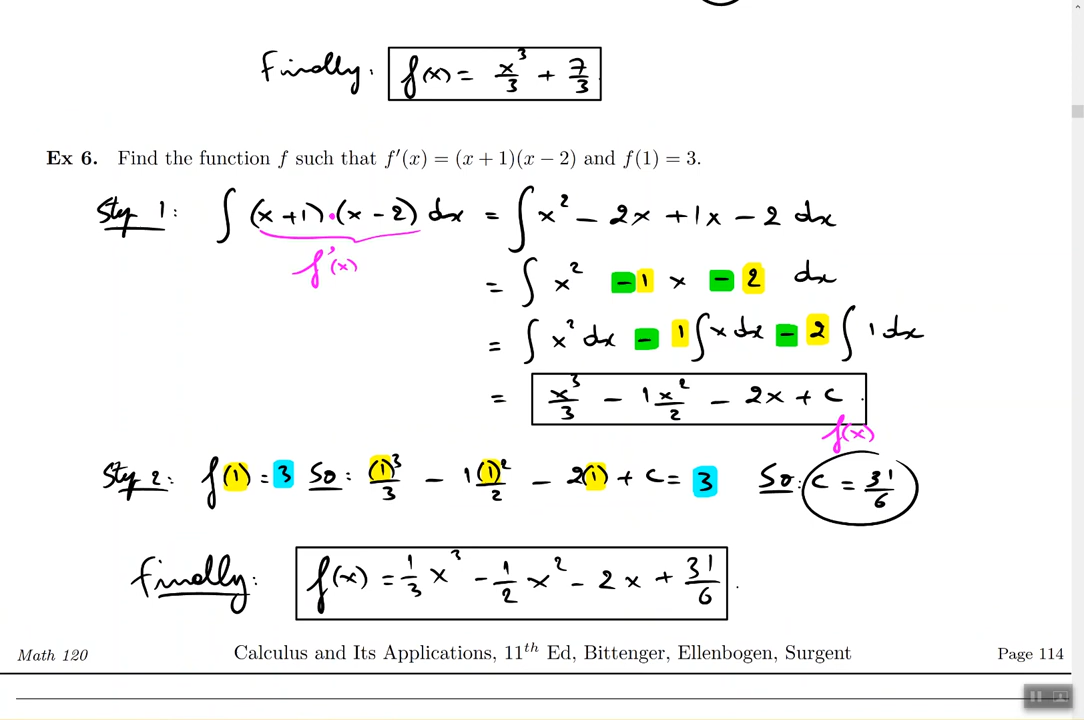 Finally: f(x) = x³/3 + 7/3
Ex 6. Find the function f such that f′(x) = (x + 1)(x − 2) and f(1) = 3.
Step 1: ∫ (x + 1)·(x − 2) dx = ∫ x² − 2x + 1x − 2 dx
f'(x)
= ∫ x² − 1 x − 2 dx
= ∫ x² dx − 1 ∫ x dx − 2 ∫ 1 dx
= x³/3 − 1x²/2 − 2x + C
f(x)
Step 2: f(1) = 3 So: (1)³/3 − 1(1)²/2 − 2(1) + C = 3 So: C = 31/6
Finally: f(x) = 1/3 x³ − 1/2 x² − 2x + 31/6.
Math 120 Calculus and Its Applications, 11th Ed, Bittenger, Ellenbogen, Surgent Page 114